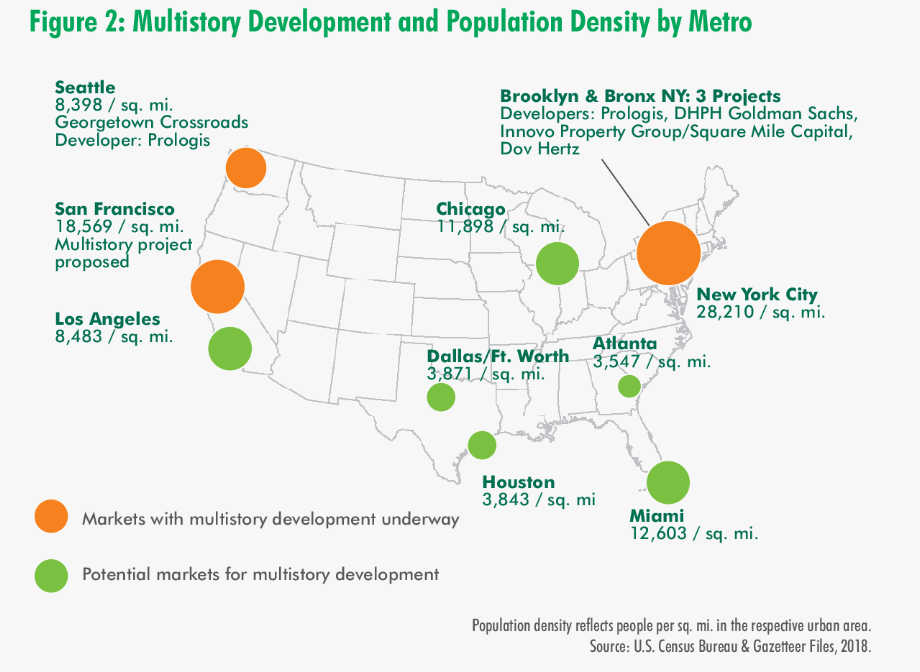 Figure 2: Multistory Development and Population Density by Metro
Seattle
8,398 / sq. mi.
Georgetown Crossroads
Developer: Prologis
Brooklyn & Bronx NY: 3 Projects
Developers: Prologis, DHPH Goldman Sachs,
Innovo Property Group/Square Mile Capital,
Dov Hertz
San Francisco
18,569 / sq. mi.
Multistory project
proposed
Chicago
11,898 / sq. mi.
New York City
28,210 / sq. mi.
Los Angeles
8,483 / sq. mi.
Dallas/Ft. Worth
3,871 / sq. mi.
Atlanta
3,547 / sq. mi.
Houston
3,843 / sq. mi
Miami
12,603 / sq. mi.
Markets with multistory development underway
Potential markets for multistory development
Population density reflects people per sq. mi. in the respective urban area.
Source: U.S. Census Bureau & Gazetteer Files, 2018.